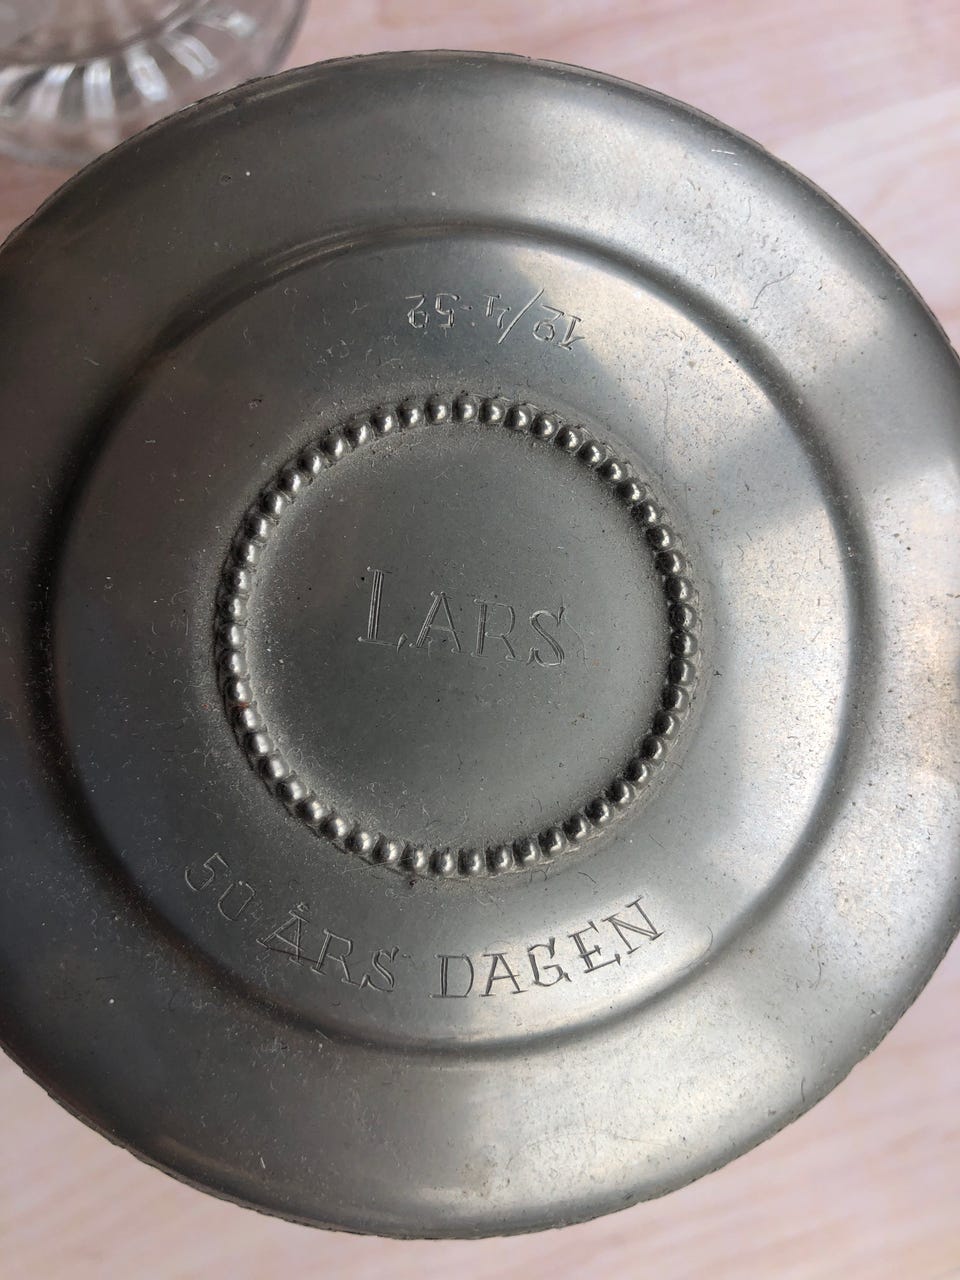 12/4-52
LARS
50 ÅRS DAGEN